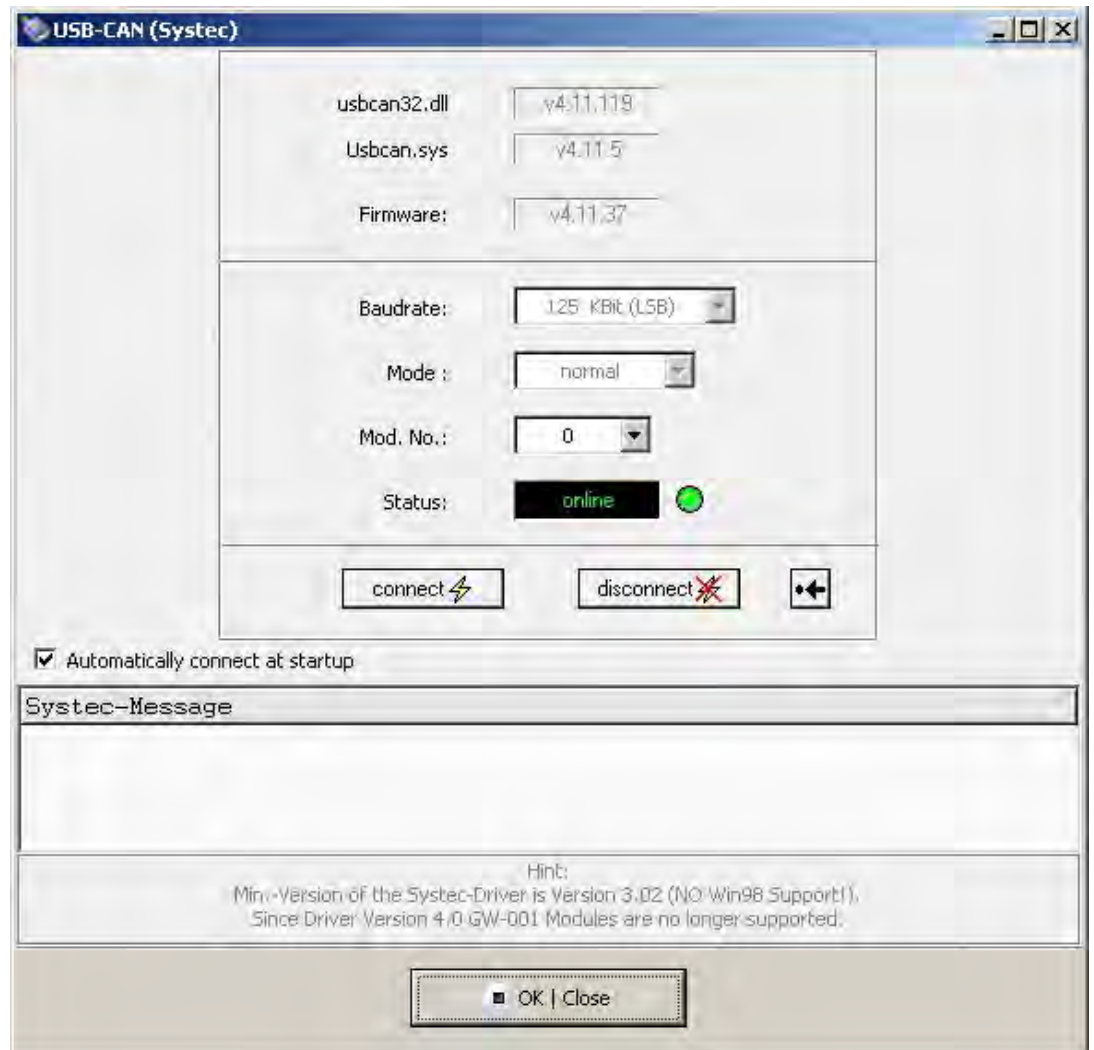 USB-CAN (Systec)
usbcan32.dll v4.11.119
Usbcan.sys v4.11.5
Firmware: v4.11.37
Baudrate: 125 KBit (LSB)
Mode : normal
Mod. No.: 0
Status: online
connect disconnect
Automatically connect at startup
Systec-Message
Hint:
Min.-Version of the Systec-Driver is Version 3.02 (NO Win98 Support!).
Since Driver Version 4.0 GW-001 Modules are no longer supported.
OK | Close